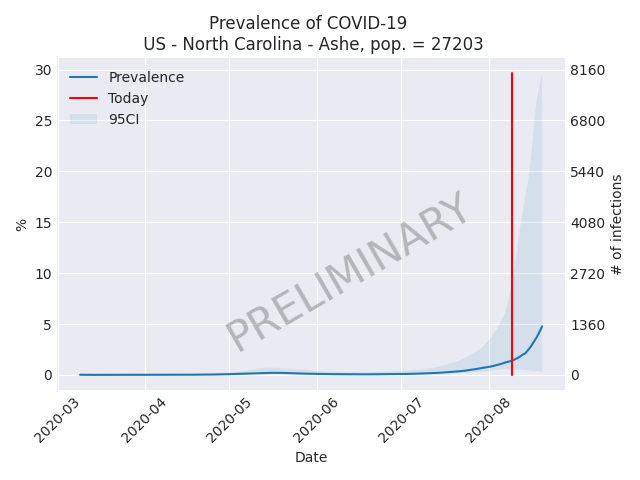 Prevalence of COVID-19
US - North Carolina - Ashe, pop. = 27203
Prevalence
Today
95CI
30
25
20
15
10
5
0
%
8160
6800
5440
4080
2720
1360
0
# of infections
PRELIMINARY
2020-03
2020-04
2020-05
2020-06
2020-07
2020-08
Date